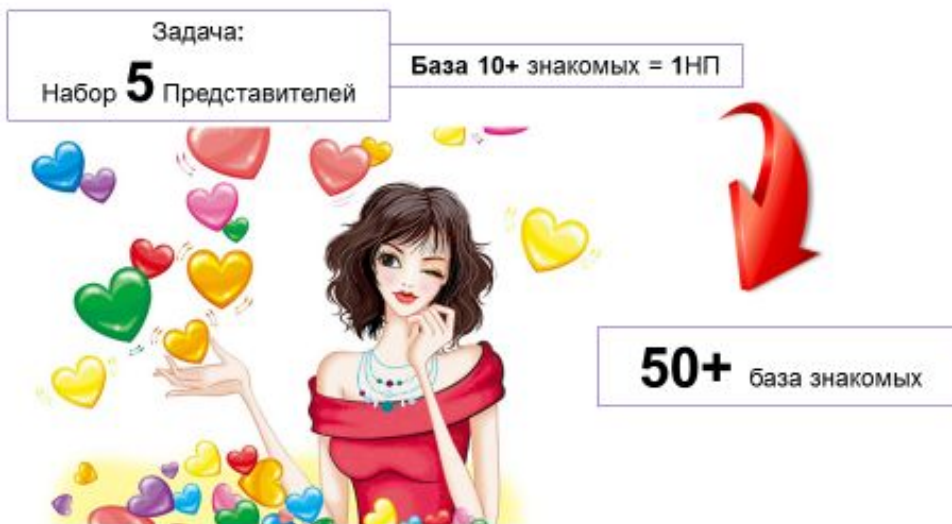 Задача:
Набор 5 Представителей
База 10+ знакомых = 1НП
50+ база знакомых